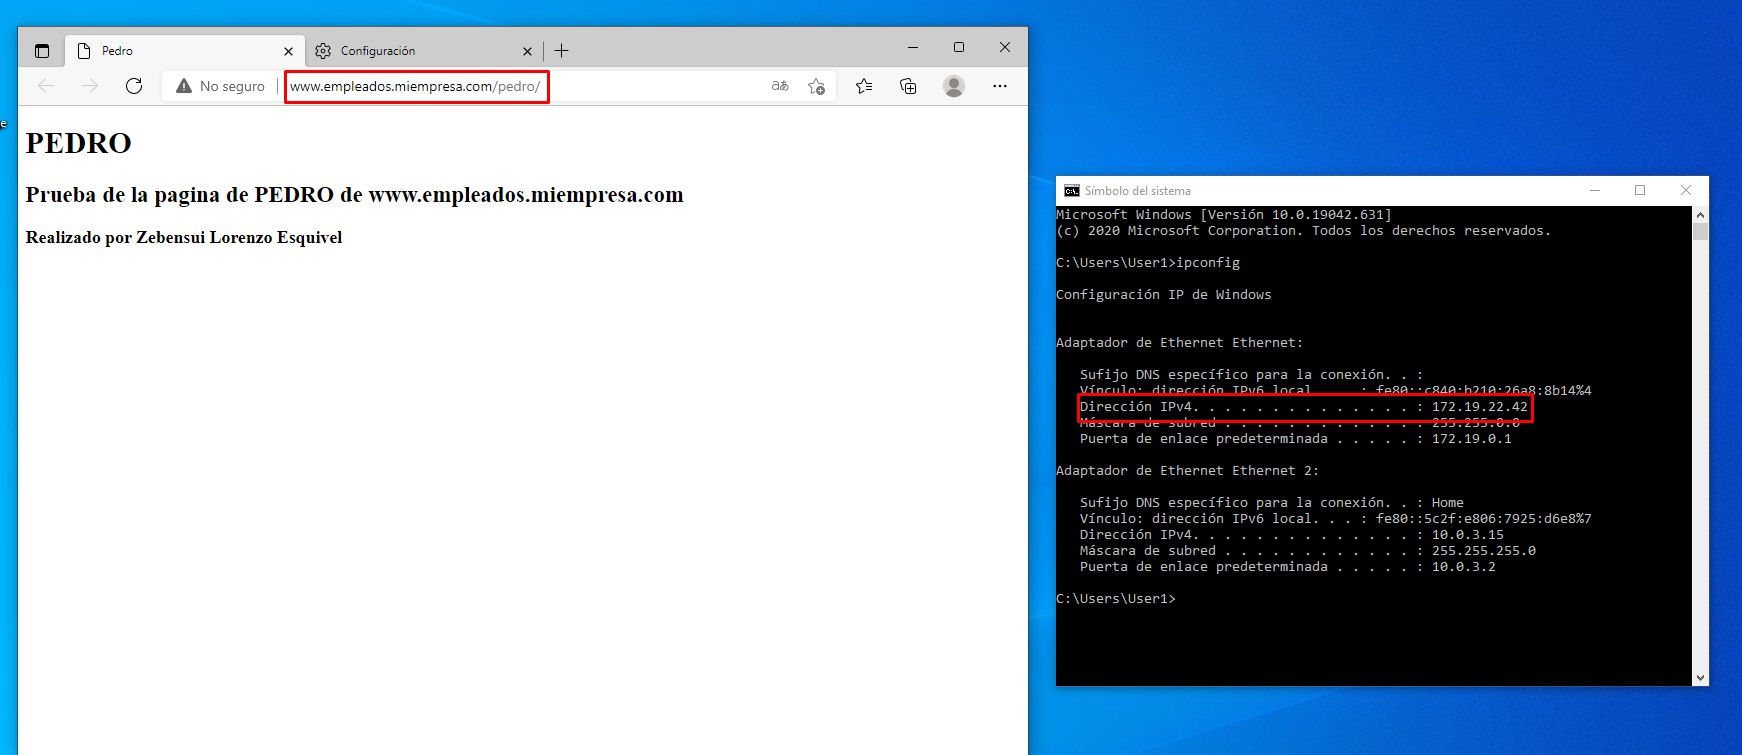 Pedro
Configuración
No seguro
www.empleados.miempresa.com/pedro/
aあ
PEDRO
Prueba de la pagina de PEDRO de www.empleados.miempresa.com
Realizado por Zebensui Lorenzo Esquivel
e
Símbolo del sistema
Microsoft Windows [Versión 10.0.19042.631]
(c) 2020 Microsoft Corporation. Todos los derechos reservados.
C:\Users\User1>ipconfig
Configuración IP de Windows
Adaptador de Ethernet Ethernet:
Sufijo DNS específico para la conexión. . :
Vínculo: dirección IPv6 local. . . : fe80::c840:b210:26a8:8b14%4
Dirección IPv4. . . . . . . . . . . . . . : 172.19.22.42
Máscara de subred . . . . . . . . . . . . : 255.255.0.0
Puerta de enlace predeterminada . . . . . : 172.19.0.1
Adaptador de Ethernet Ethernet 2:
Sufijo DNS específico para la conexión. . : Home
Vínculo: dirección IPv6 local. . . : fe80::5c2f:e806:7925:d6e8%7
Dirección IPv4. . . . . . . . . . . . . . : 10.0.3.15
Máscara de subred . . . . . . . . . . . . : 255.255.255.0
Puerta de enlace predeterminada . . . . . : 10.0.3.2
C:\Users\User1>